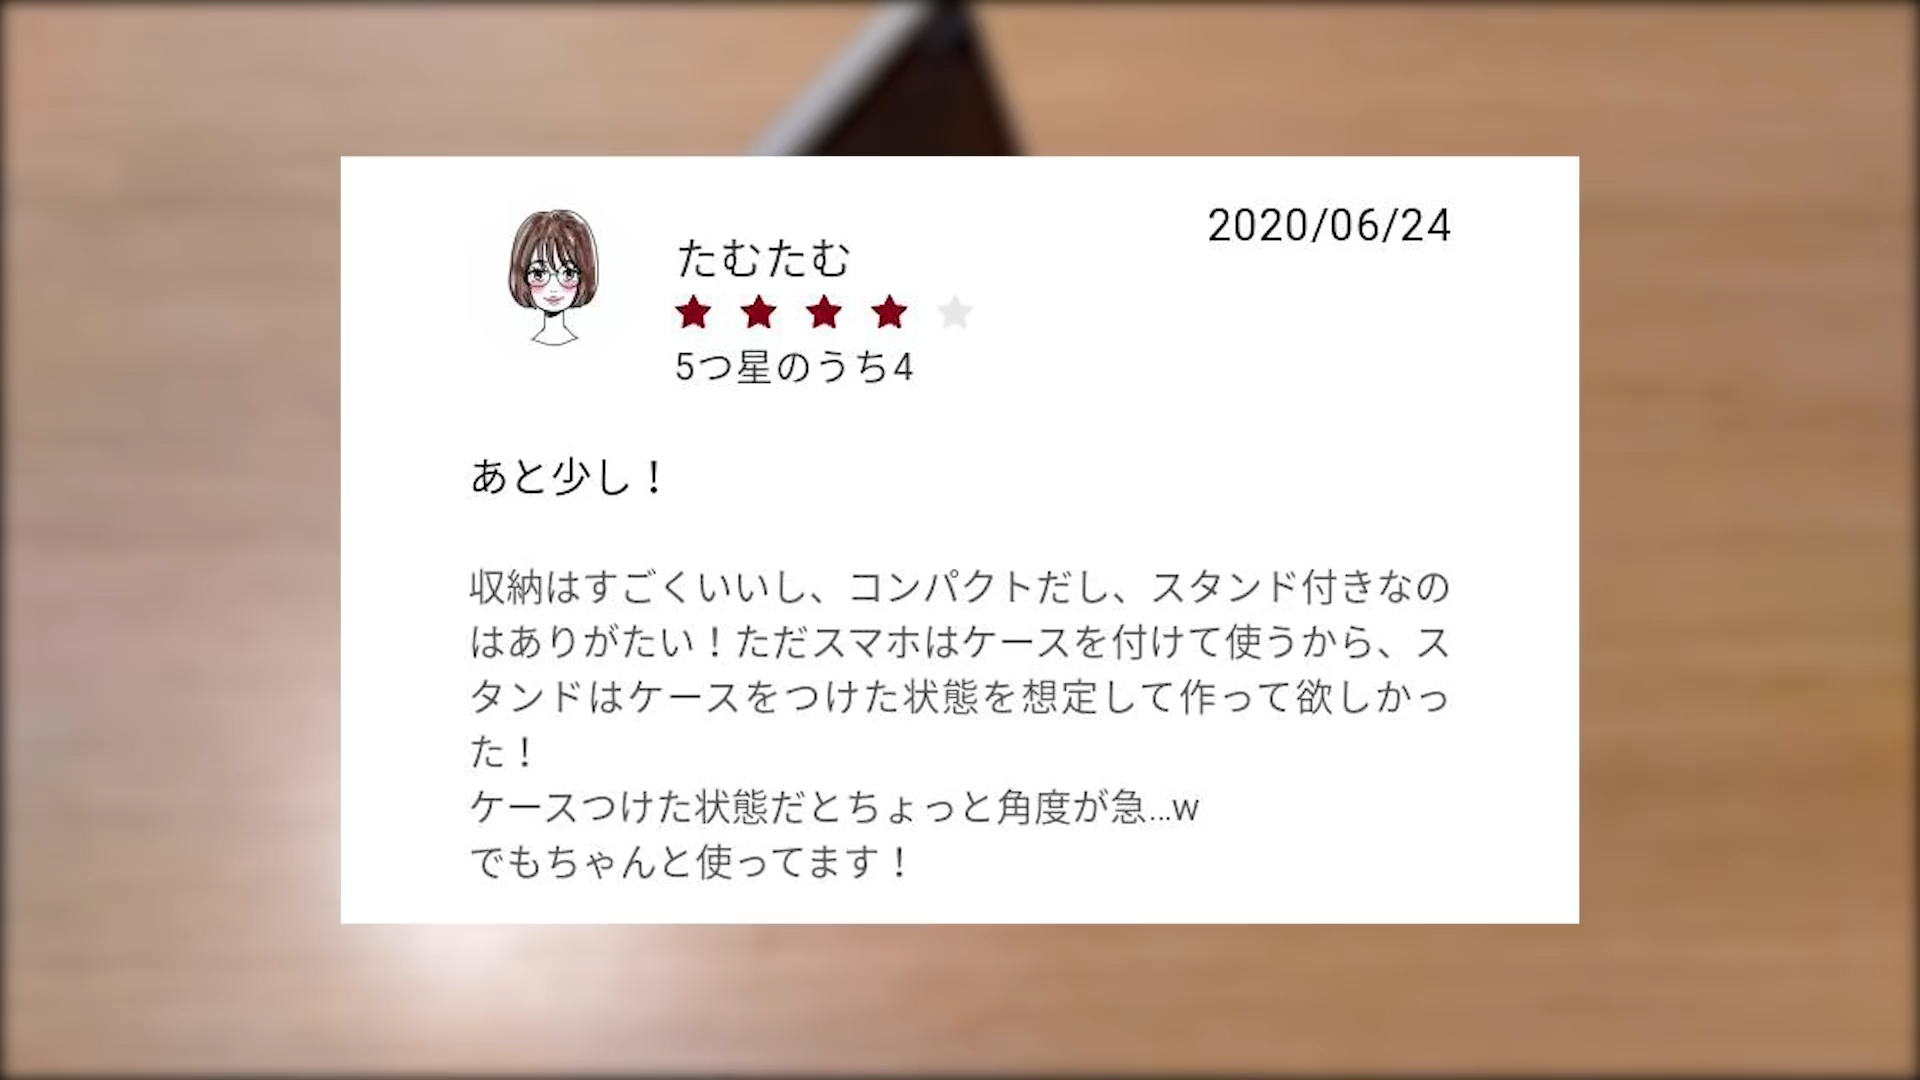 2020/06/24
たむたむ
5つ星のうち4
あと少し！
収納はすごくいいし、コンパクトだし、スタンド付きなの
はありがたい！ただスマホはケースを付けて使うから、ス
タンドはケースをつけた状態を想定して作って欲しかっ
た！
ケースつけた状態だとちょっと角度が急...w
でもちゃんと使ってます！